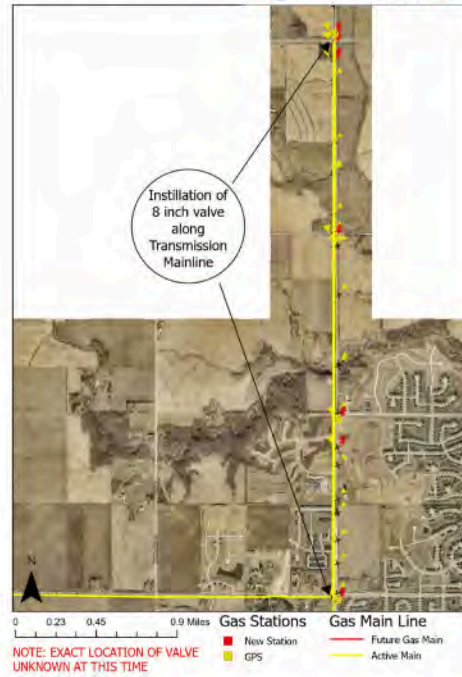 Instillation of
8 inch valve
along
Transmission
Mainline
N
0 0.23 0.45 0.9 Miles
NOTE: EXACT LOCATION OF VALVE
UNKNOWN AT THIS TIME
Gas Stations
New Station
GPS
Gas Main Line
Future Gas Main
Active Main